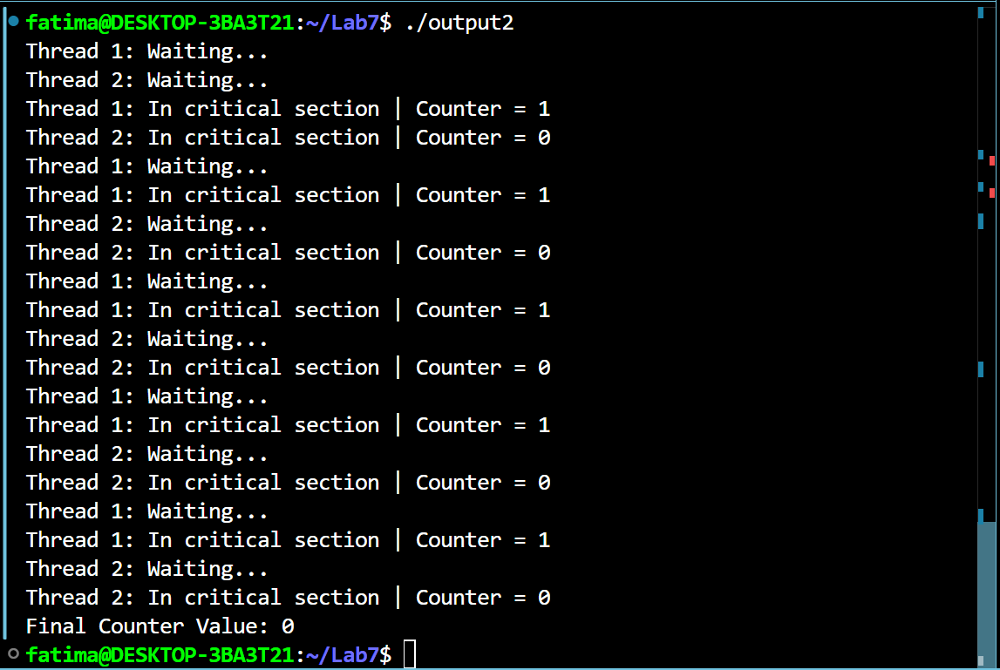 fatima@DESKTOP-3BA3T21:~/Lab7$ ./output2
Thread 1: Waiting...
Thread 2: Waiting...
Thread 1: In critical section | Counter = 1
Thread 2: In critical section | Counter = 0
Thread 1: Waiting...
Thread 1: In critical section | Counter = 1
Thread 2: Waiting...
Thread 2: In critical section | Counter = 0
Thread 1: Waiting...
Thread 1: In critical section | Counter = 1
Thread 2: Waiting...
Thread 2: In critical section | Counter = 0
Thread 1: Waiting...
Thread 1: In critical section | Counter = 1
Thread 2: Waiting...
Thread 2: In critical section | Counter = 0
Thread 1: Waiting...
Thread 1: In critical section | Counter = 1
Thread 2: Waiting...
Thread 2: In critical section | Counter = 0
Final Counter Value: 0
fatima@DESKTOP-3BA3T21:~/Lab7$